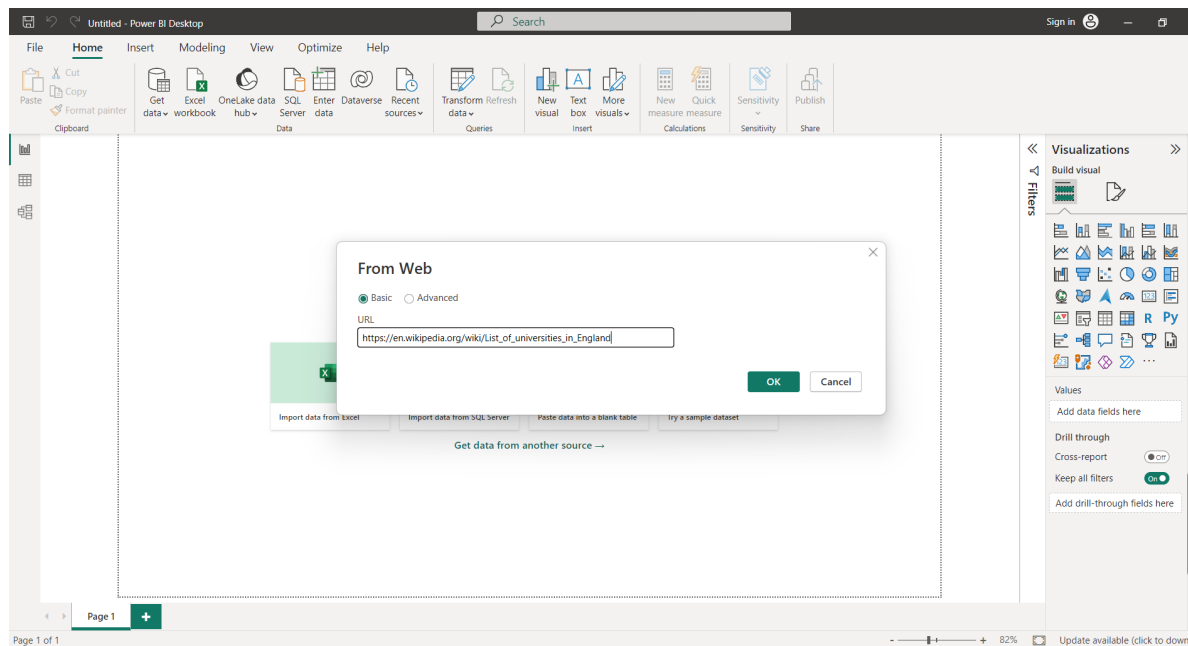 Untitled - Power BI Desktop
Search
Sign in
File Home Insert Modeling View Optimize Help
Paste
Cut
Copy
Format painter
Clipboard
Get data
Excel workbook
OneLake data hub
SQL Server
Enter data
Dataverse
Recent sources
Data
Transform data
Refresh
Queries
New visual
Text box
More visuals
Insert
New measure
Quick measure
Calculations
Sensitivity
Sensitivity
Publish
Share
From Web
Basic Advanced
URL
https://en.wikipedia.org/wiki/List_of_universities_in_England
OK Cancel
Import data from Excel
Import data from SQL Server
Paste data into a blank table
Try a sample dataset
Get data from another source →
Filters
Visualizations
Build visual
123
R Py
Values
Add data fields here
Drill through
Cross-report Off
Keep all filters On
Add drill-through fields here
Page 1
Page 1 of 1
- + 82%
Update available (click to down